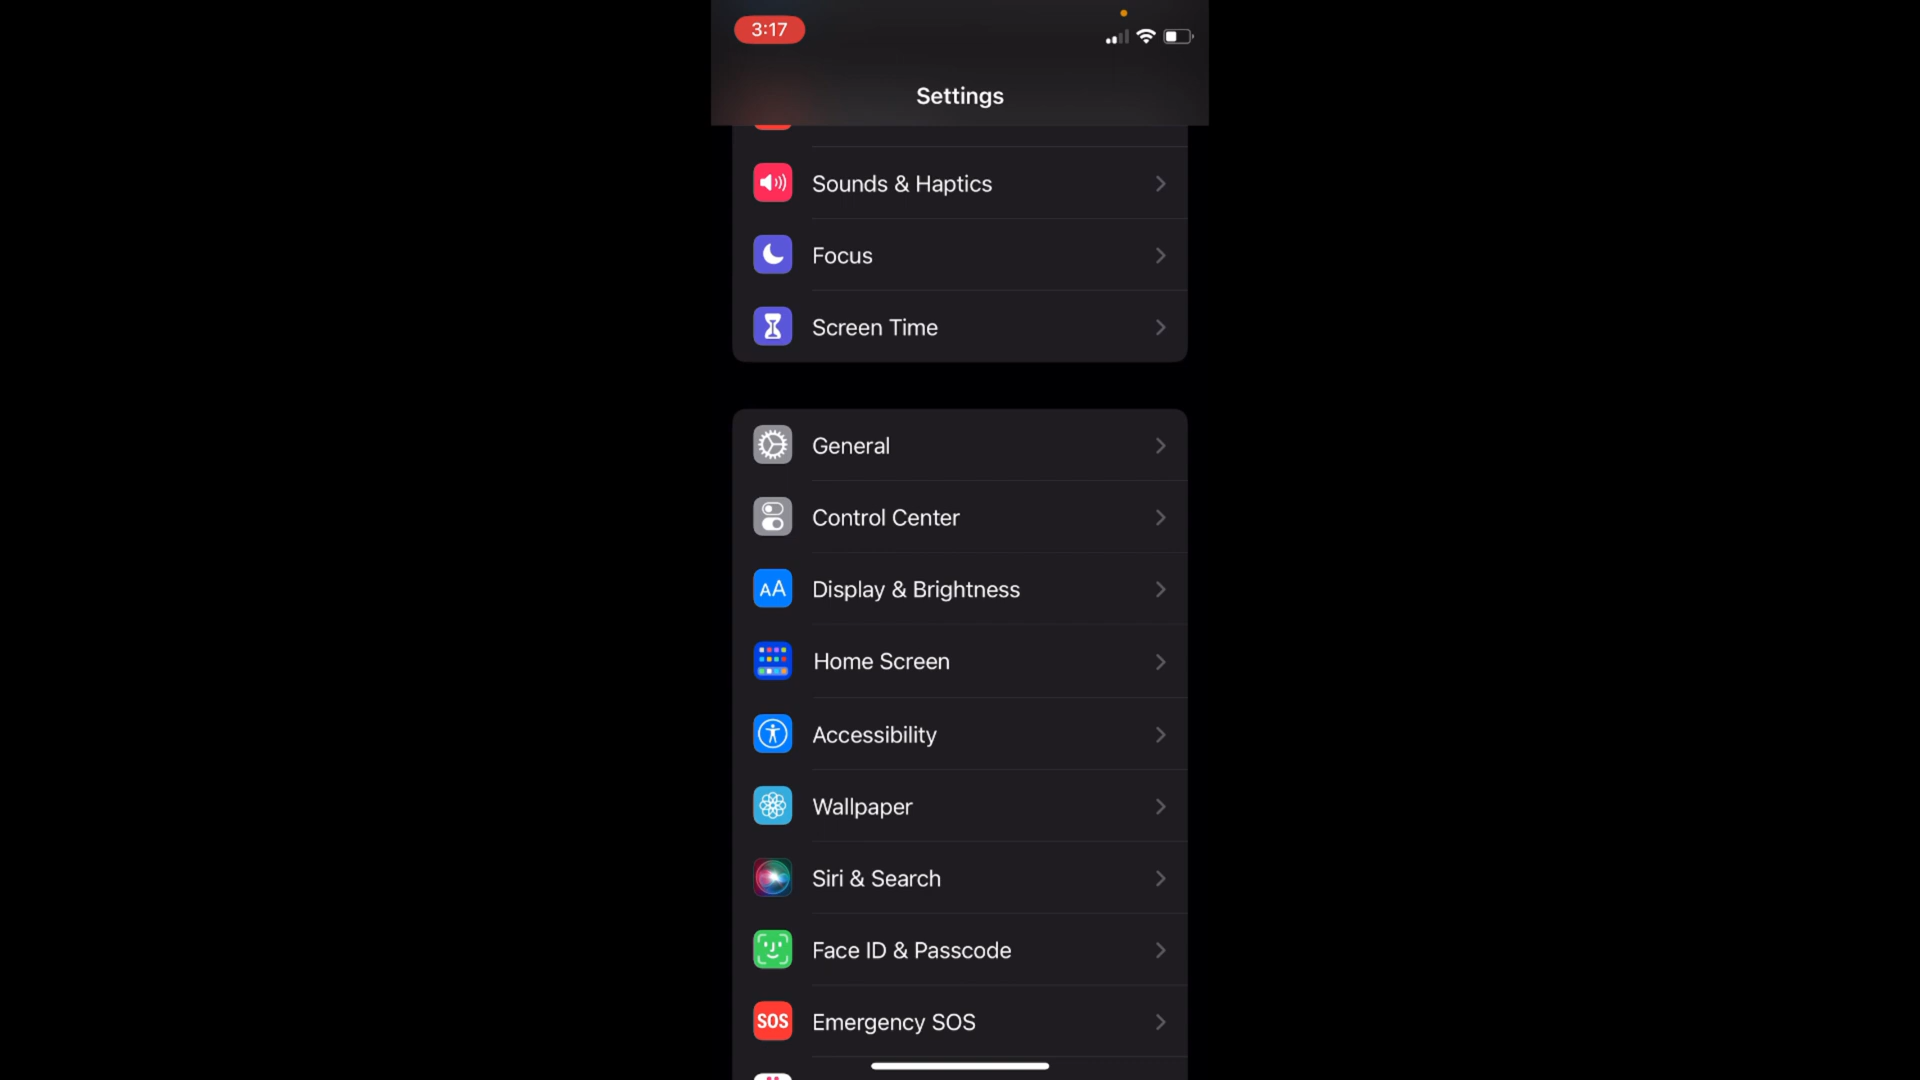 3:17
Settings
Sounds & Haptics
Focus
Screen Time
General
Control Center
AA Display & Brightness
Home Screen
Accessibility
Wallpaper
Siri & Search
Face ID & Passcode
SOS Emergency SOS